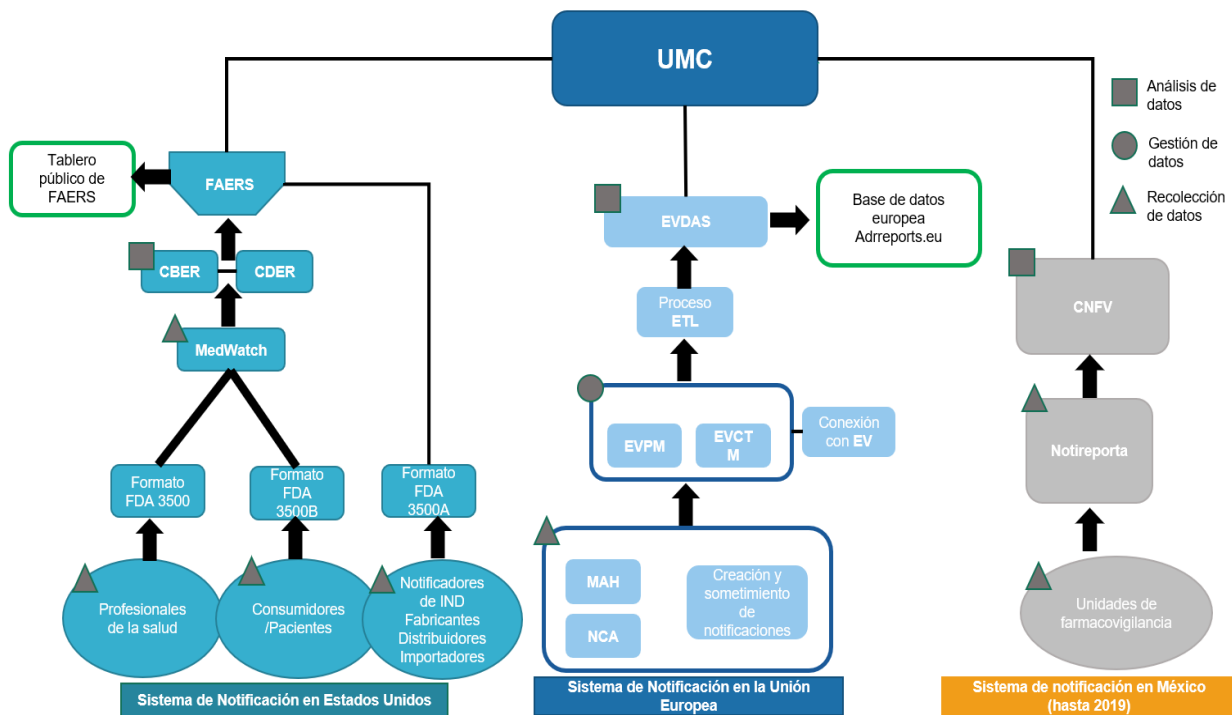 UMC
Análisis de
datos
Gestión de
datos
Recolección
de datos
Tablero
público de
FAERS
FAERS
CBER
CDER
MedWatch
Formato
FDA 3500
Formato
FDA
3500B
Formato
FDA
3500A
Profesionales
de la salud
Consumidores
/Pacientes
Notificadores
de IND
Fabricantes
Distribuidores
Importadores
Sistema de Notificación en Estados Unidos
EVDAS
Base de datos
europea
Adrreports.eu
Proceso
ETL
EVPM
EVCT
M
Conexión
con EV
MAH
NCA
Creación y
sometimiento
de
notificaciones
Sistema de Notificación en la Unión
Europea
CNFV
Notireporta
Unidades de
farmacovigilancia
Sistema de notificación en México
(hasta 2019)